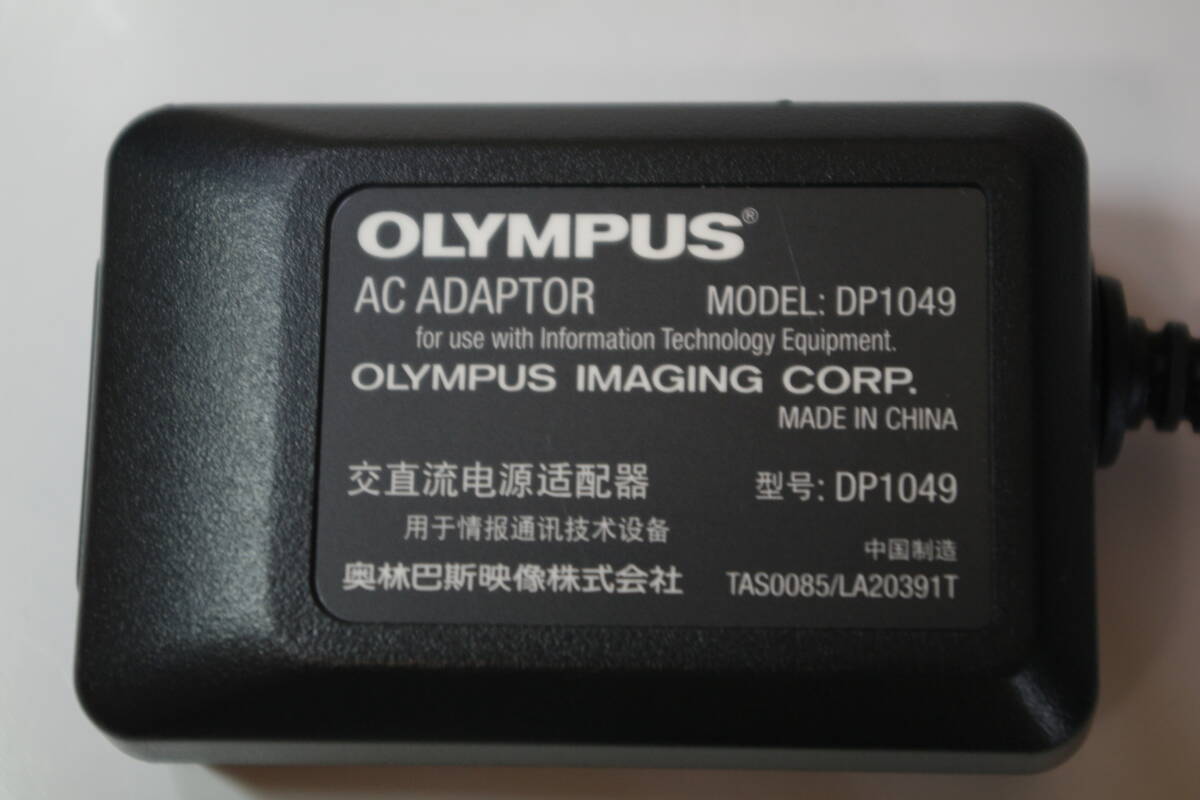 OLYMPUS®
AC ADAPTOR MODEL: DP1049
for use with Information Technology Equipment.
OLYMPUS IMAGING CORP.
MADE IN CHINA
交直流电源适配器 型号: DP1049
用于情报通讯技术设备
中国制造
奥林巴斯映像株式会社 TAS0085/LA20391T